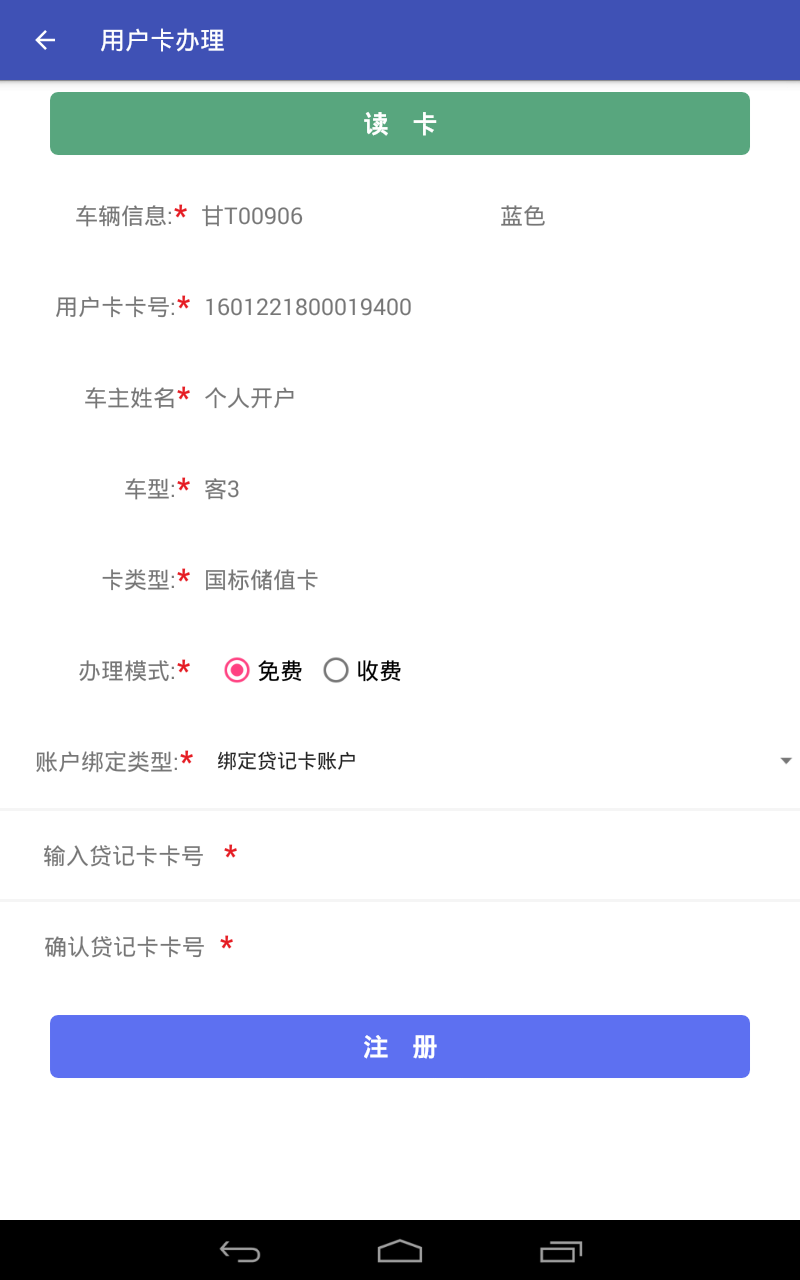 用户卡办理
读 卡
车辆信息:* 甘T00906 蓝色
用户卡卡号:* 1601221800019400
车主姓名* 个人开户
车型:* 客3
卡类型:* 国标储值卡
办理模式:* 免费 收费
账户绑定类型:* 绑定贷记卡账户
输入贷记卡卡号 *
确认贷记卡卡号 *
注 册